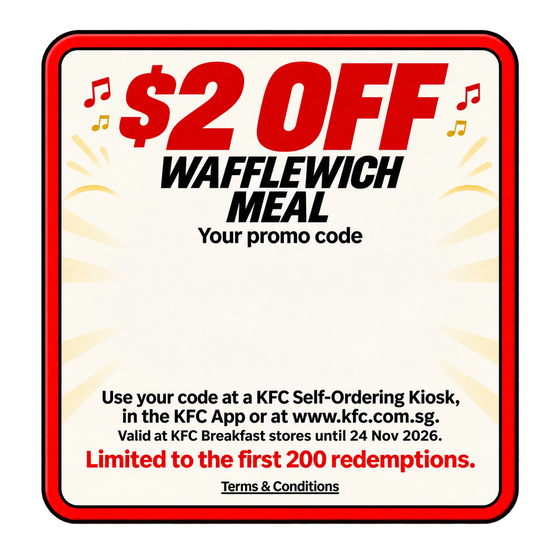 $2 OFF
WAFFLEWICH
MEAL
Your promo code
Use your code at a KFC Self-Ordering Kiosk,
in the KFC App or at www.kfc.com.sg.
Valid at KFC Breakfast stores until 24 Nov 2026.
Limited to the first 200 redemptions.
Terms & Conditions